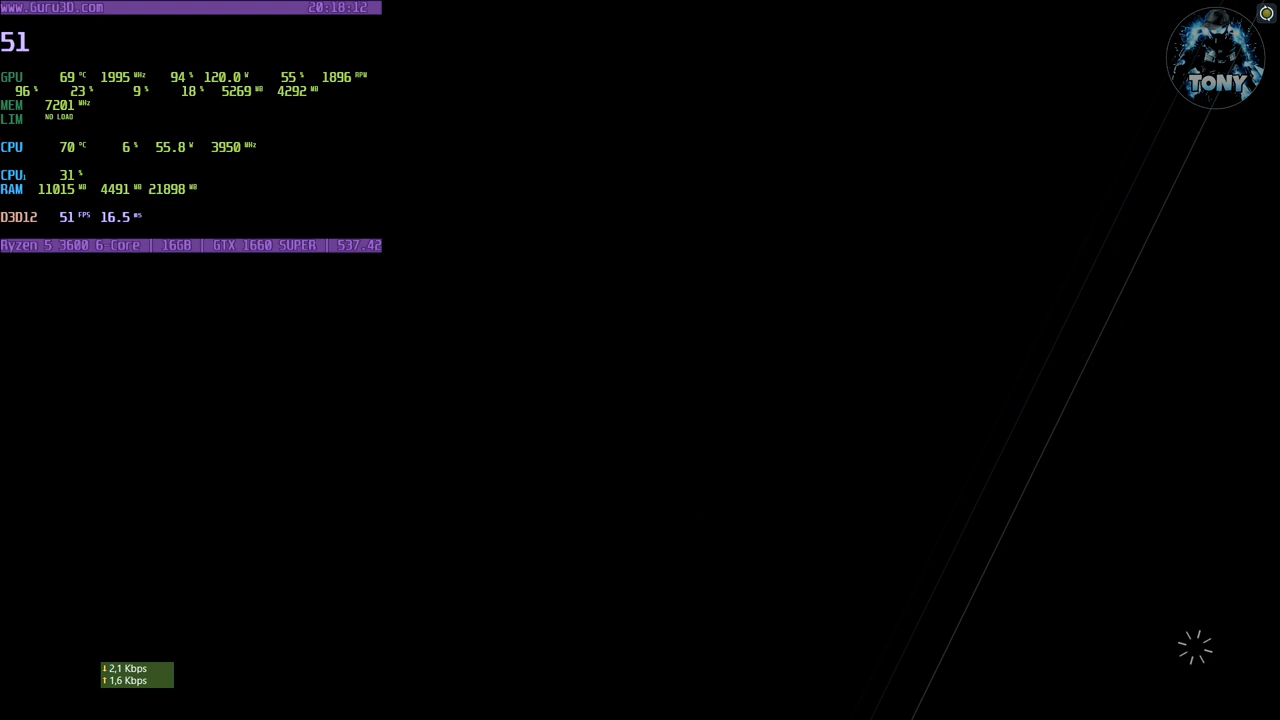 www.Guru3D.com 20:18:12
51
GPU 69 °C 1995 MHz 94 % 120.0 W 55 % 1896 RPM
96 % 23 % 9 % 18 % 5269 MB 4292 MB
MEM 7201 MHz
LIM NO LOAD
CPU 70 °C 6 % 55.8 W 3950 MHz
CPU1 31 %
RAM 11015 MB 4491 MB 21898 MB
D3D12 51 FPS 16.5 ms
Ryzen 5 3600 6-Core | 16GB | GTX 1660 SUPER | 537.42
TONY
↓ 2,1 Kbps
↑ 1,6 Kbps